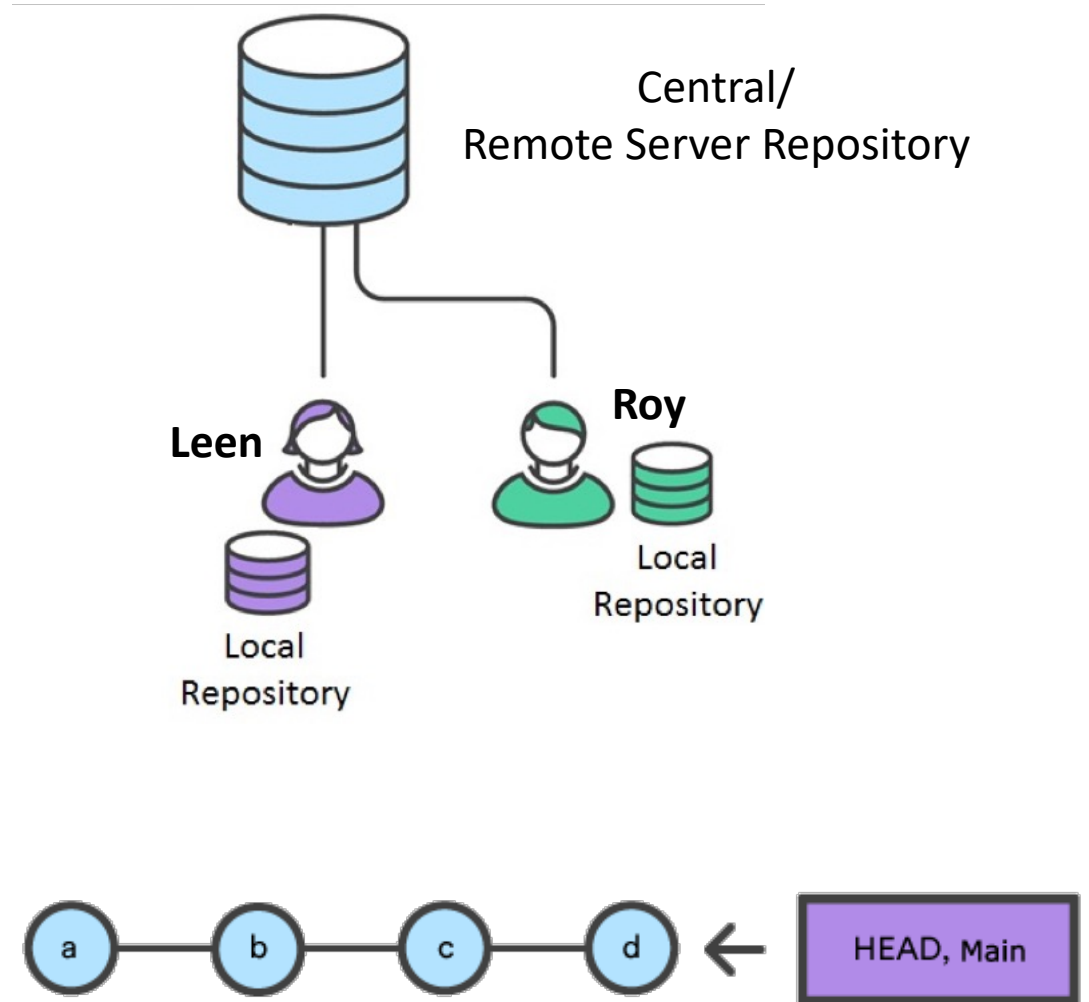 Central/
Remote Server Repository
Roy
Leen
Local
Repository
Local
Repository
a
b
c
d
HEAD, Main